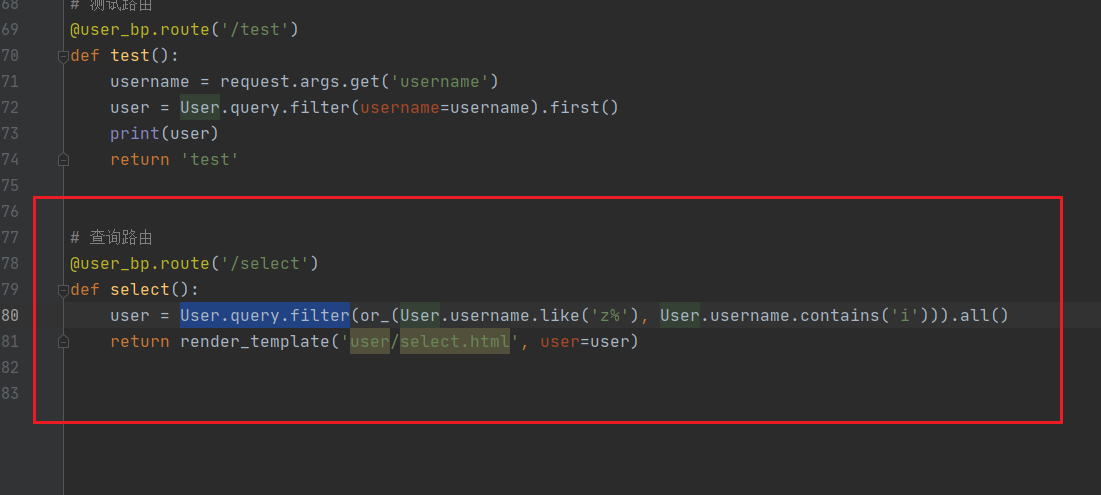 68 # 测试路由
69 @user_bp.route('/test')
70 def test():
71 username = request.args.get('username')
72 user = User.query.filter(username=username).first()
73 print(user)
74 return 'test'
75
76
77 # 查询路由
78 @user_bp.route('/select')
79 def select():
80 user = User.query.filter(or_(User.username.like('z%'), User.username.contains('i'))).all()
81 return render_template('user/select.html', user=user)
82
83